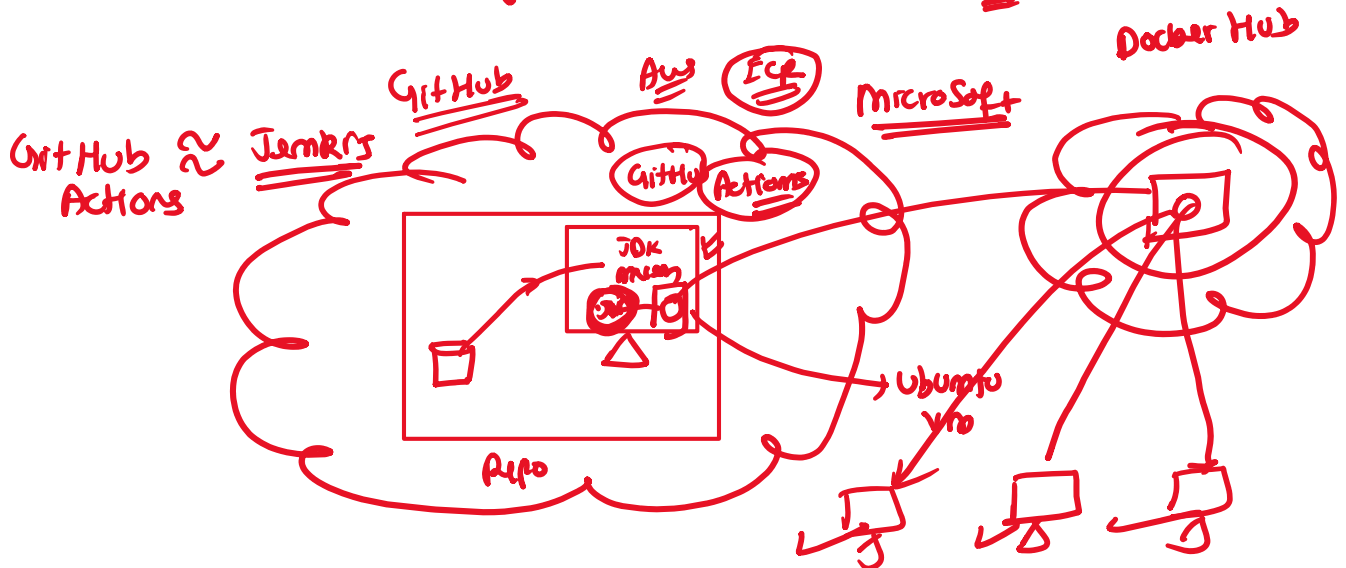 Docker Hub
GitHub
Aws
ECR
MicroSoft
GitHub ≈ Jenkins
Actions
GitHub Actions
JDK
maven
Ubuntu
vm
Repo